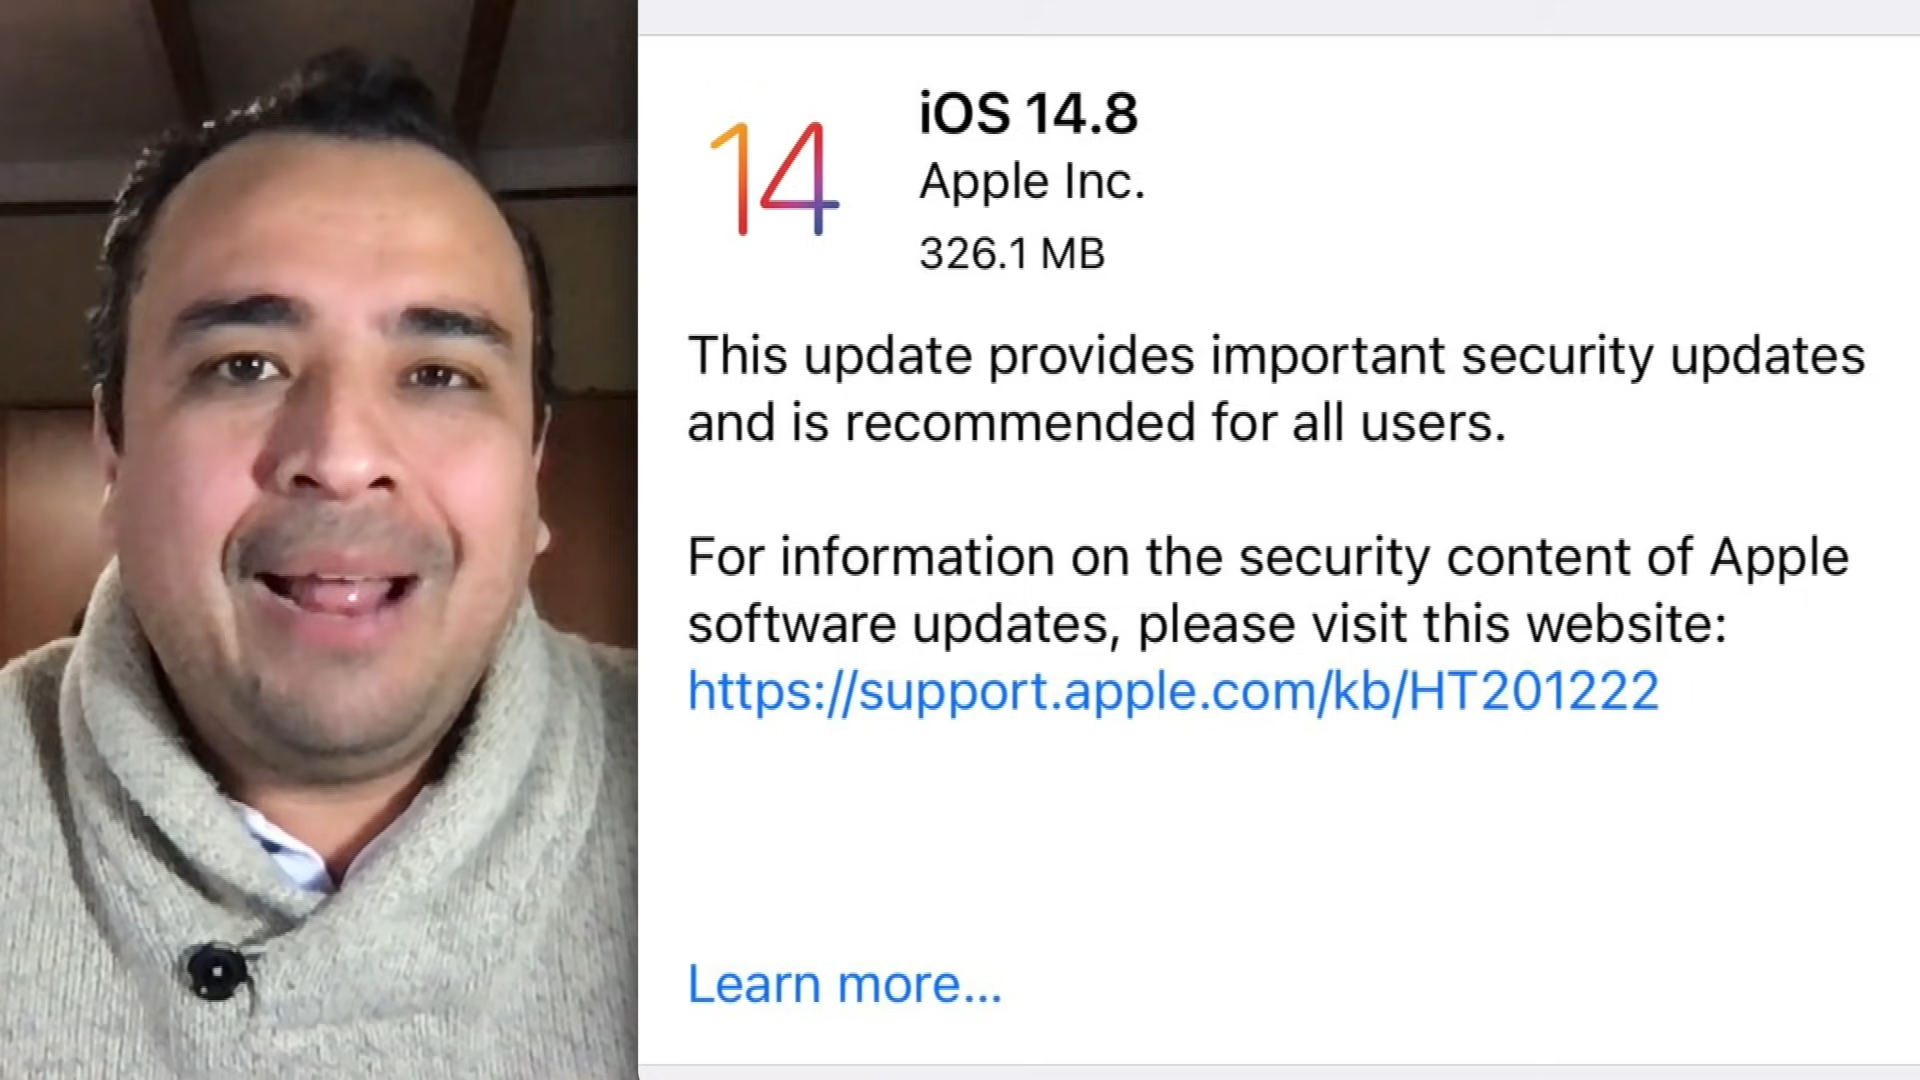 14
iOS 14.8
Apple Inc.
326.1 MB
This update provides important security updates
and is recommended for all users.
For information on the security content of Apple
software updates, please visit this website:
https://support.apple.com/kb/HT201222
Learn more...